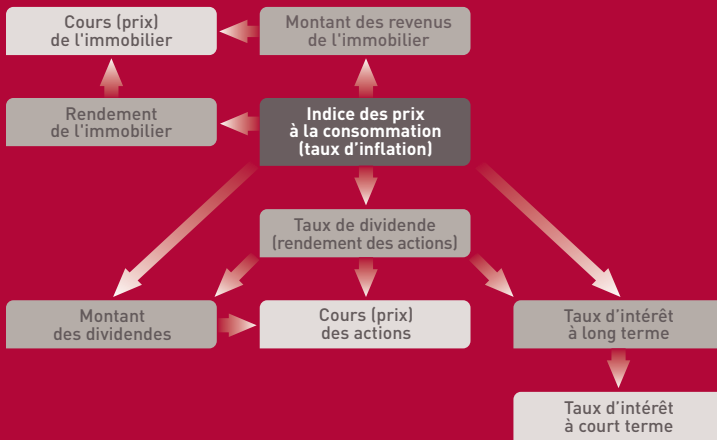 Cours (prix)
de l'immobilier
Montant des revenus
de l'immobilier
Rendement
de l'immobilier
Indice des prix
à la consommation
(taux d’inflation)
Taux de dividende
(rendement des actions)
Montant
des dividendes
Cours (prix)
des actions
Taux d’intérêt
à long terme
Taux d’intérêt
à court terme